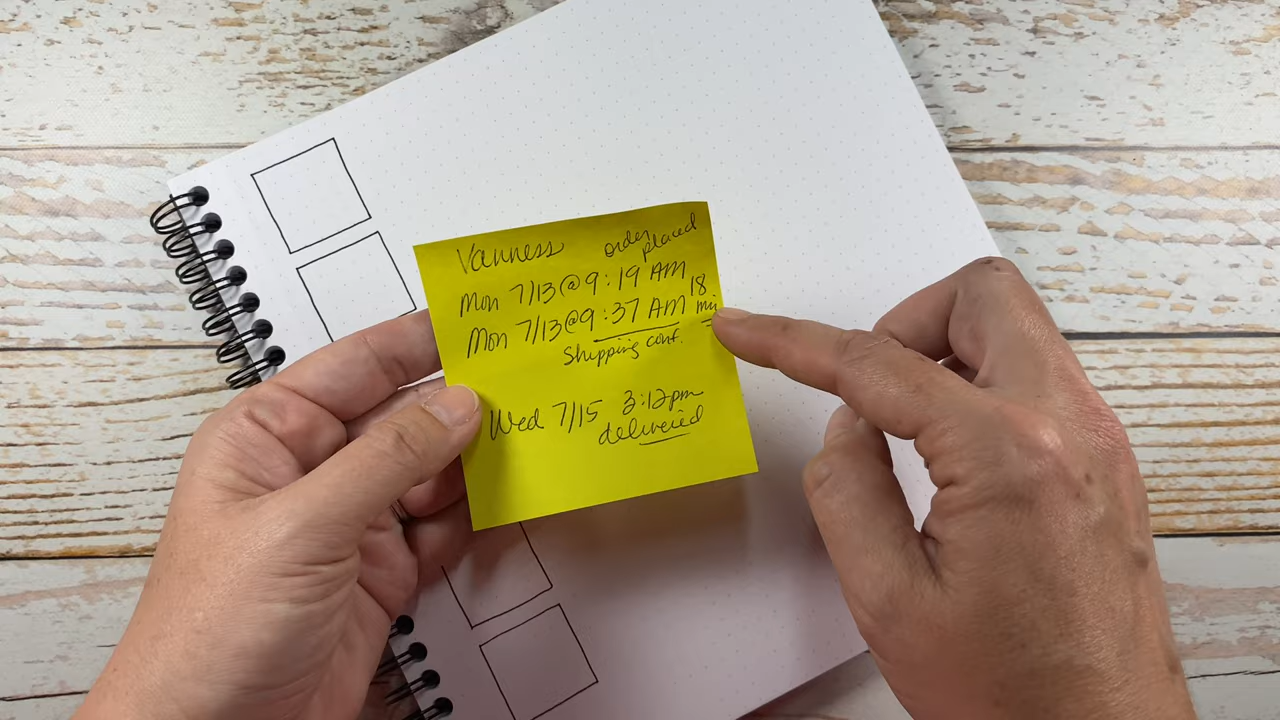 Vanness order placed
Mon 7/13@9:19 AM
Mon 7/13@9:37 AM 18 min
Shipping conf.
Wed 7/15 3:12pm
delivered